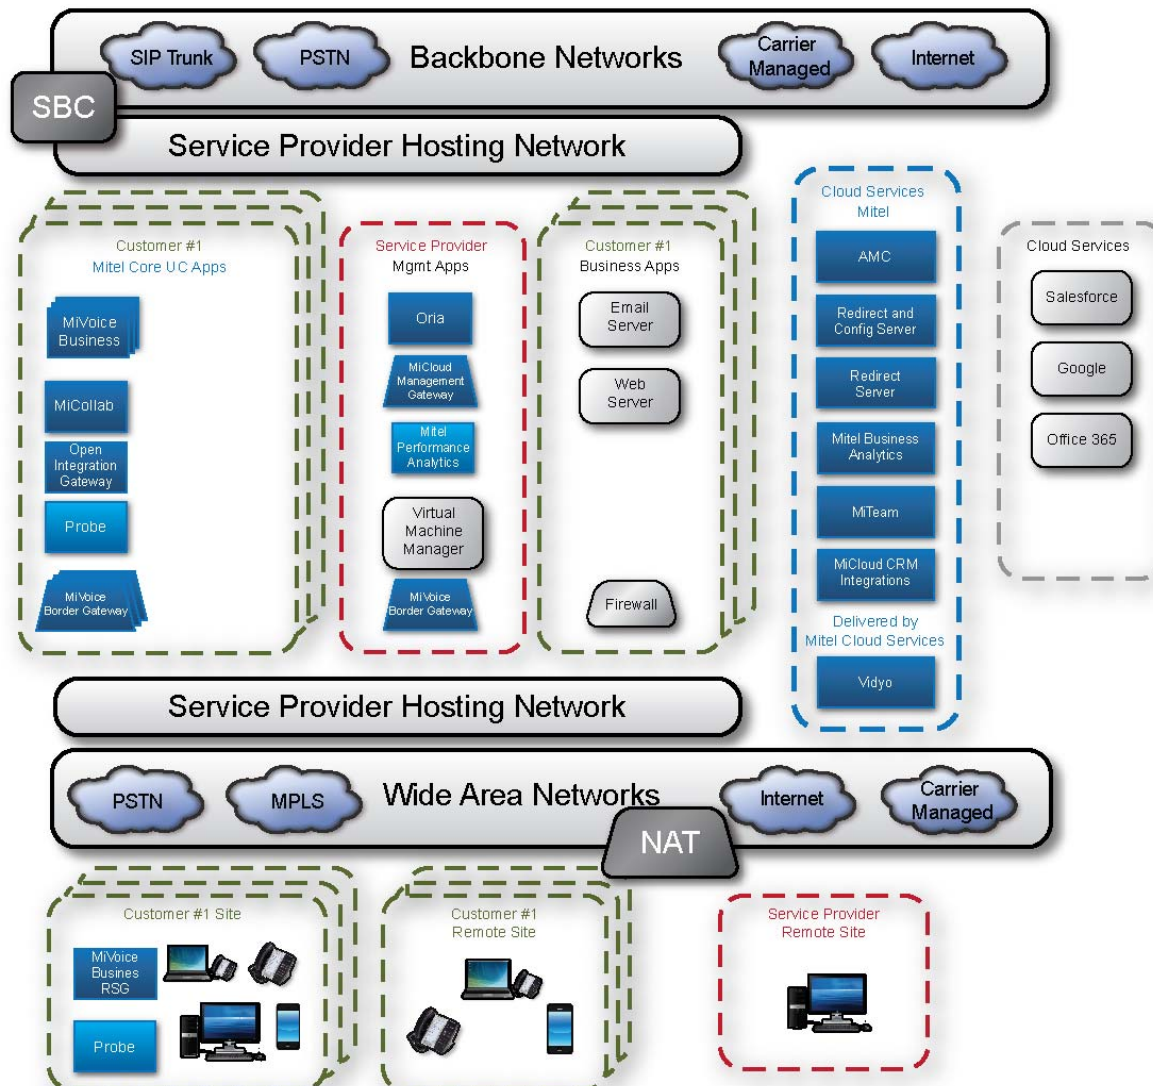 SIP Trunk
PSTN
Backbone Networks
Carrier
Managed
Internet
SBC
Service Provider Hosting Network
Customer #1
Mitel Core UC Apps
MiVoice
Business
MiCollab
Open
Integration
Gateway
Probe
MiVoice
Border Gateway
Service Provider
Mgmt Apps
Oria
MiCloud
Management
Gateway
Mitel
Performance
Analytics
Virtual
Machine
Manager
MiVoice
Border Gateway
Customer #1
Business Apps
Email
Server
Web
Server
Firewall
Cloud Services
Mitel
AMC
Redirect and
Config Server
Redirect
Server
Mitel Business
Analytics
MiTeam
MiCloud CRM
Integrations
Delivered by
Mitel Cloud Services
Vidyo
Cloud Services
Salesforce
Google
Office 365
Service Provider Hosting Network
PSTN
MPLS
Wide Area Networks
Internet
Carrier
Managed
NAT
Customer #1 Site
MiVoice
Busines
RSG
Probe
Customer #1
Remote Site
Service Provider
Remote Site